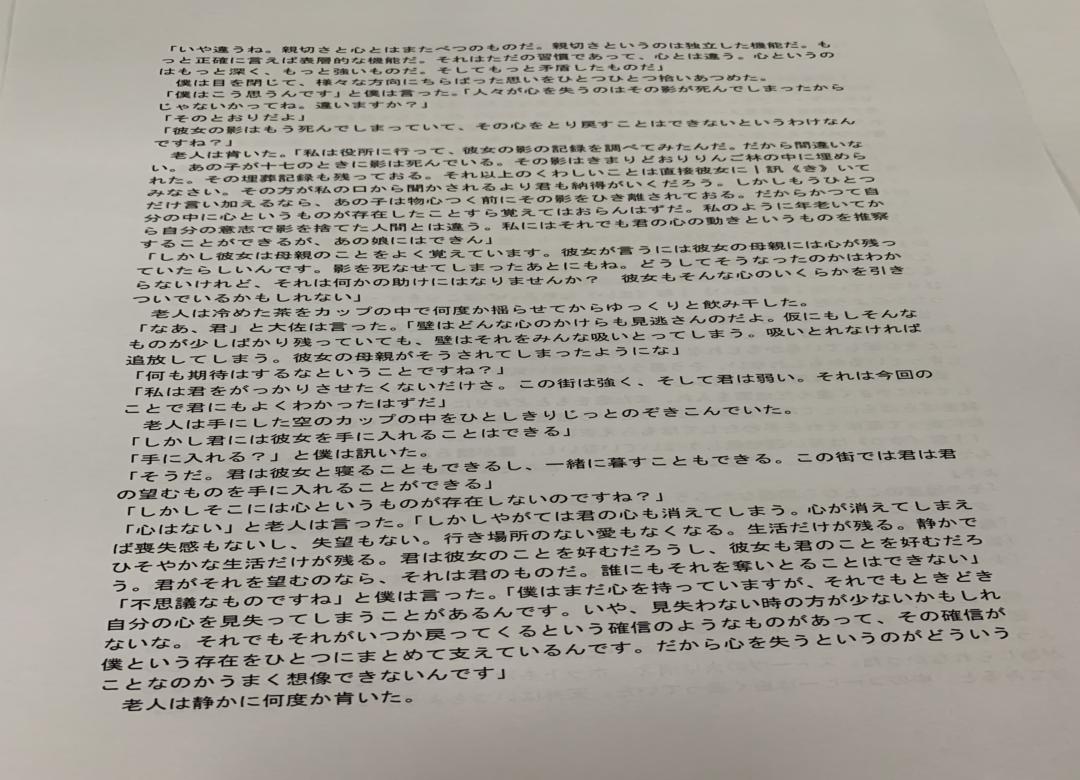 「いや違うね。親切さと心とはまたべつのものだ。親切さというのは独立した機能だ。も
っと正確に言えば表層的な機能だ。それはただの習慣であって、心とは違う。心というの
はもっと深く、もっと強いものだ。そしてもっと矛盾したものだ」
僕は目を閉じて、様々な方向にちらばった思いをひとつひとつ拾いあつめた。
「僕はこう思うんです」と僕は言った。「人々が心を失うのはその影が死んでしまったから
じゃないかってね。違いますか？」
「そのとおりだよ」
「彼女の影はもう死んでしまっていて、その心をとり戻すことはできないというわけなん
ですね？」
老人は肯いた。「私は役所に行って、彼女の影の記録を調べてみたんだ。だから間違いな
い。あの子が十七のときに影は死んでいる。その影はきまりどおりりんご林の中に埋めら
れた。その埋葬記録も残っておる。それ以上のくわしいことは直接彼女に｜訊《き》いて
みなさい。その方が私の口から聞かされるより君も納得がいくだろう。しかしもうひとつ
だけ言い加えるなら、あの子は物心つく前にその影をひき離されておる。だからかつて自
分の中に心というものが存在したことすら覚えてはおらんはずだ。私のように年老いてか
ら自分の意志で影を捨てた人間とは違う。私にはそれでも君の心の動きというものを推察
することができるが、あの娘にはできん」
「しかし彼女は母親のことをよく覚えています。彼女が言うには彼女の母親には心が残っ
ていたらしいんです。影を死なせてしまったあとにもね。どうしてそうなったのかはわか
らないけれど、それは何かの助けにはなりませんか？　彼女もそんな心のいくらかを引き
ついでいるかもしれない」
老人は冷めた茶をカップの中で何度か揺らせてからゆっくりと飲み干した。
「なあ、君」と大佐は言った。「壁はどんな心のかけらも見逃さんのだよ。仮にもしそんな
ものが少しばかり残っていても、壁はそれをみんな吸いとってしまう。吸いとれなければ
追放してしまう。彼女の母親がそうされてしまったようにな」
「何も期待はするなということですね？」
「私は君をがっかりさせたくないだけさ。この街は強く、そして君は弱い。それは今回の
ことで君にもよくわかったはずだ」
老人は手にした空のカップの中をひとしきりじっとのぞきこんでいた。
「しかし君には彼女を手に入れることはできる」
「手に入れる？」と僕は訊いた。
「そうだ。君は彼女と寝ることもできるし、一緒に暮すこともできる。この街では君は君
の望むものを手に入れることができる」
「しかしそこには心というものが存在しないのですね？」
「心はない」と老人は言った。「しかしやがては君の心も消えてしまう。心が消えてしまえ
ば喪失感もないし、失望もない。行き場所のない愛もなくなる。生活だけが残る。静かで
ひそやかな生活だけが残る。君は彼女のことを好むだろうし、彼女も君のことを好むだろ
う。君がそれを望むのなら、それは君のものだ。誰にもそれを奪いとることはできない」
「不思議なものですね」と僕は言った。「僕はまだ心を持っていますが、それでもときどき
自分の心を見失ってしまうことがあるんです。いや、見失わない時の方が少ないかもしれ
ないな。それでもそれがいつか戻ってくるという確信のようなものがあって、その確信が
僕という存在をひとつにまとめて支えているんです。だから心を失うというのがどういう
ことなのかうまく想像できないんです」
老人は静かに何度か肯いた。